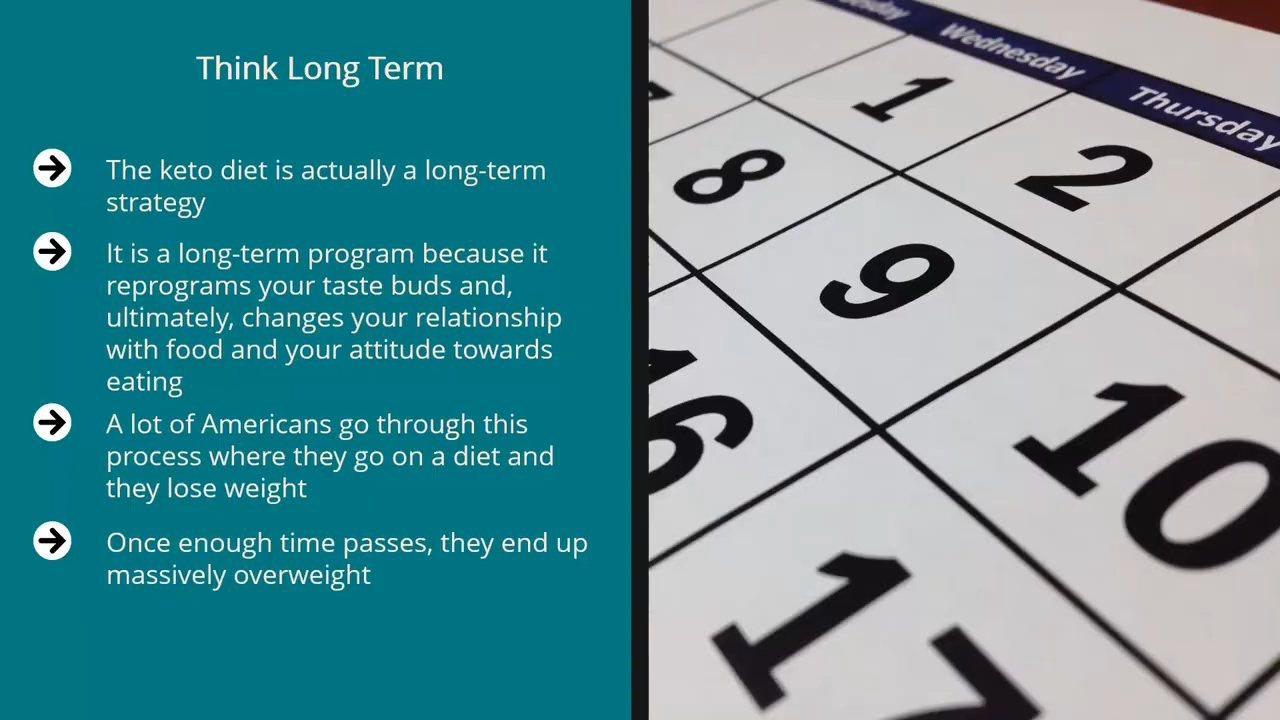 Think Long Term
The keto diet is actually a long-term
strategy
It is a long-term program because it
reprograms your taste buds and,
ultimately, changes your relationship
with food and your attitude towards
eating
A lot of Americans go through this
process where they go on a diet and
they lose weight
Once enough time passes, they end up
massively overweight
Wednesday
Thursday
1
2
8
9
10
16
17